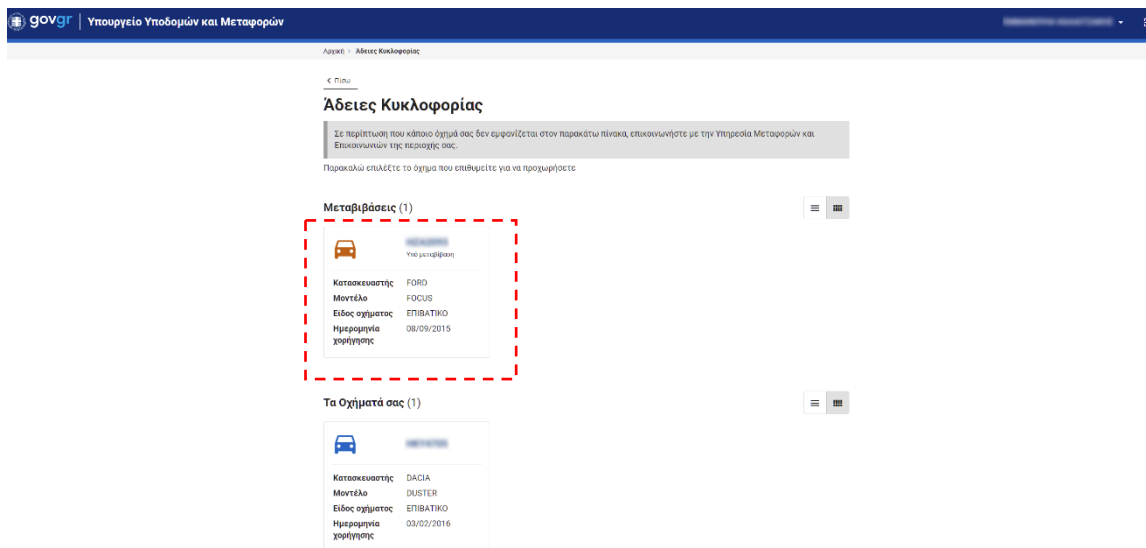 govgr | Υπουργείο Υποδομών και Μεταφορών
Αρχική > Άδειες Κυκλοφορίας
< Πίσω
Άδειες Κυκλοφορίας
Σε περίπτωση που κάποιο όχημά σας δεν εμφανίζεται στον παρακάτω πίνακα, επικοινωνήστε με την Υπηρεσία Μεταφορών και
Επικοινωνιών της περιοχής σας.
Παρακαλώ επιλέξτε το όχημα που επιθυμείτε για να προχωρήσετε
Μεταβιβάσεις (1)
Υπό μεταβίβαση
Κατασκευαστής FORD
Μοντέλο FOCUS
Είδος οχήματος ΕΠΙΒΑΤΙΚΟ
Ημερομηνία 08/09/2015
χορήγησης
Τα Οχήματά σας (1)
Κατασκευαστής DACIA
Μοντέλο DUSTER
Είδος οχήματος ΕΠΙΒΑΤΙΚΟ
Ημερομηνία 03/02/2016
χορήγησης